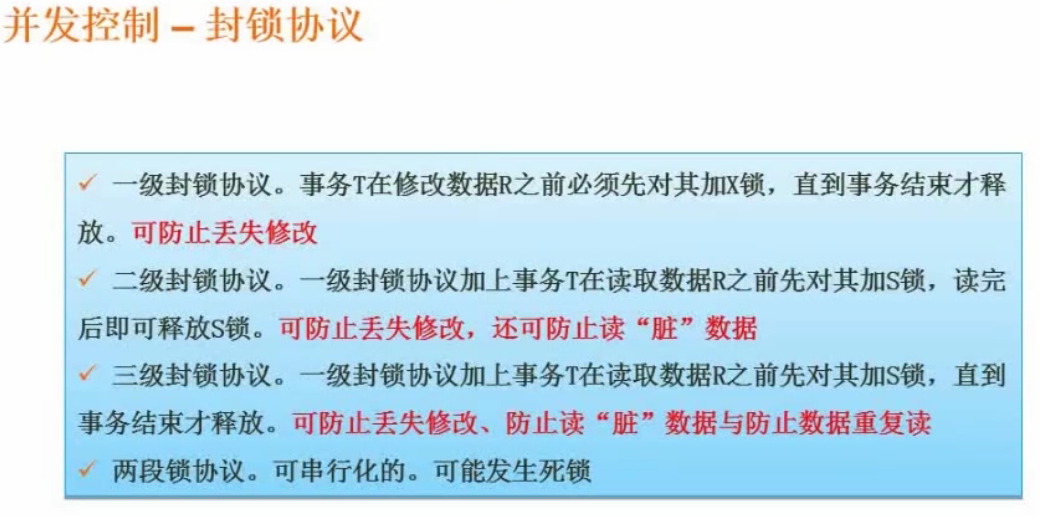 并发控制 – 封锁协议
✓ 一级封锁协议。事务T在修改数据R之前必须先对其加X锁，直到事务结束才释
放。可防止丢失修改
✓ 二级封锁协议。一级封锁协议加上事务T在读取数据R之前先对其加S锁，读完
后即可释放S锁。可防止丢失修改，还可防止读“脏”数据
✓ 三级封锁协议。一级封锁协议加上事务T在读取数据R之前先对其加S锁，直到
事务结束才释放。可防止丢失修改、防止读“脏”数据与防止数据重复读
✓ 两段锁协议。可串行化的。可能发生死锁